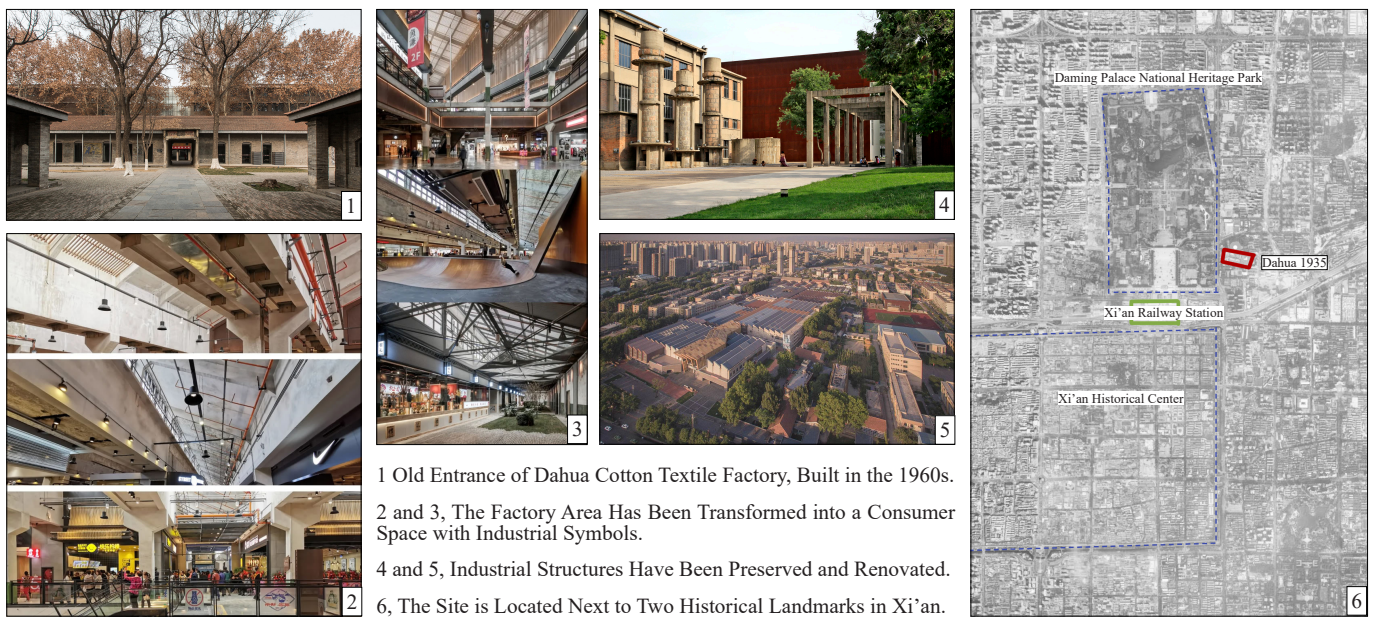 1
2F
4
Daming Palace National Heritage Park
Dahua 1935
Xi’an Railway Station
Xi’an Historical Center
3
5
1 Old Entrance of Dahua Cotton Textile Factory, Built in the 1960s.
2 and 3, The Factory Area Has Been Transformed into a Consumer
Space with Industrial Symbols.
4 and 5, Industrial Structures Have Been Preserved and Renovated.
6, The Site is Located Next to Two Historical Landmarks in Xi’an.
2
6